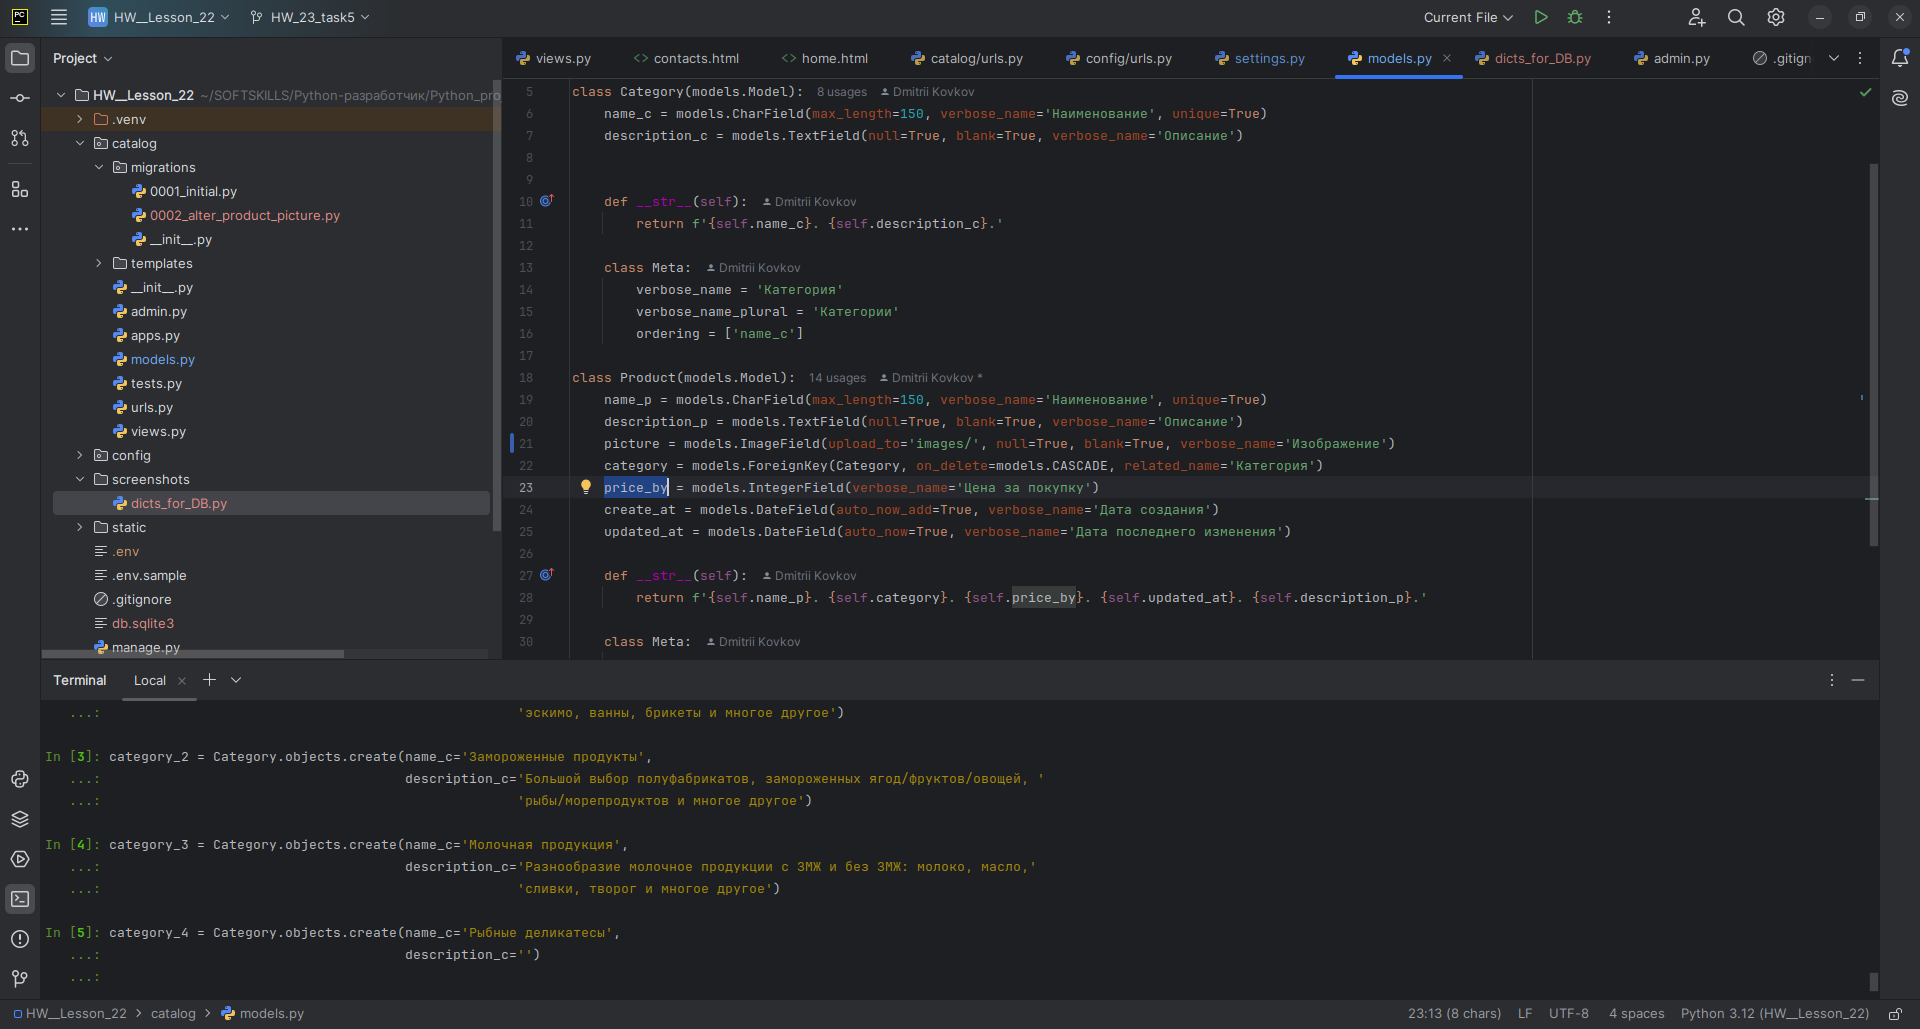 PC
HW HW__Lesson_22 HW_23_task5 Current File
Project
views.py contacts.html home.html catalog/urls.py config/urls.py settings.py models.py dicts_for_DB.py admin.py .gitign
HW__Lesson_22 ~/SOFTSKILLS/Python-разработчик/Python_pro
.venv
catalog
migrations
0001_initial.py
0002_alter_product_picture.py
__init__.py
templates
__init__.py
admin.py
apps.py
models.py
tests.py
urls.py
views.py
config
screenshots
dicts_for_DB.py
static
.env
.env.sample
.gitignore
db.sqlite3
manage.py
5 class Category(models.Model): 8 usages Dmitrii Kovkov
6 name_c = models.CharField(max_length=150, verbose_name='Наименование', unique=True)
7 description_c = models.TextField(null=True, blank=True, verbose_name='Описание')
8
9
10 def __str__(self): Dmitrii Kovkov
11 return f'{self.name_c}. {self.description_c}.'
12
13 class Meta: Dmitrii Kovkov
14 verbose_name = 'Категория'
15 verbose_name_plural = 'Категории'
16 ordering = ['name_c']
17
18 class Product(models.Model): 14 usages Dmitrii Kovkov *
19 name_p = models.CharField(max_length=150, verbose_name='Наименование', unique=True)
20 description_p = models.TextField(null=True, blank=True, verbose_name='Описание')
21 picture = models.ImageField(upload_to='images/', null=True, blank=True, verbose_name='Изображение')
22 category = models.ForeignKey(Category, on_delete=models.CASCADE, related_name='Категория')
23 price_by = models.IntegerField(verbose_name='Цена за покупку')
24 create_at = models.DateField(auto_now_add=True, verbose_name='Дата создания')
25 updated_at = models.DateField(auto_now=True, verbose_name='Дата последнего изменения')
26
27 def __str__(self): Dmitrii Kovkov
28 return f'{self.name_p}. {self.category}. {self.price_by}. {self.updated_at}. {self.description_p}.'
29
30 class Meta: Dmitrii Kovkov
Terminal Local
...: 'эскимо, ванны, брикеты и многое другое')
In [3]: category_2 = Category.objects.create(name_c='Замороженные продукты',
...: description_c='Большой выбор полуфабрикатов, замороженных ягод/фруктов/овощей, '
...: 'рыбы/морепродуктов и многое другое')
In [4]: category_3 = Category.objects.create(name_c='Молочная продукция',
...: description_c='Разнообразие молочное продукции с ЗМЖ и без ЗМЖ: молоко, масло,'
...: 'сливки, творог и многое другое')
In [5]: category_4 = Category.objects.create(name_c='Рыбные деликатесы',
...: description_c='')
...:
HW__Lesson_22 > catalog > models.py 23:13 (8 chars) LF UTF-8 4 spaces Python 3.12 (HW__Lesson_22)